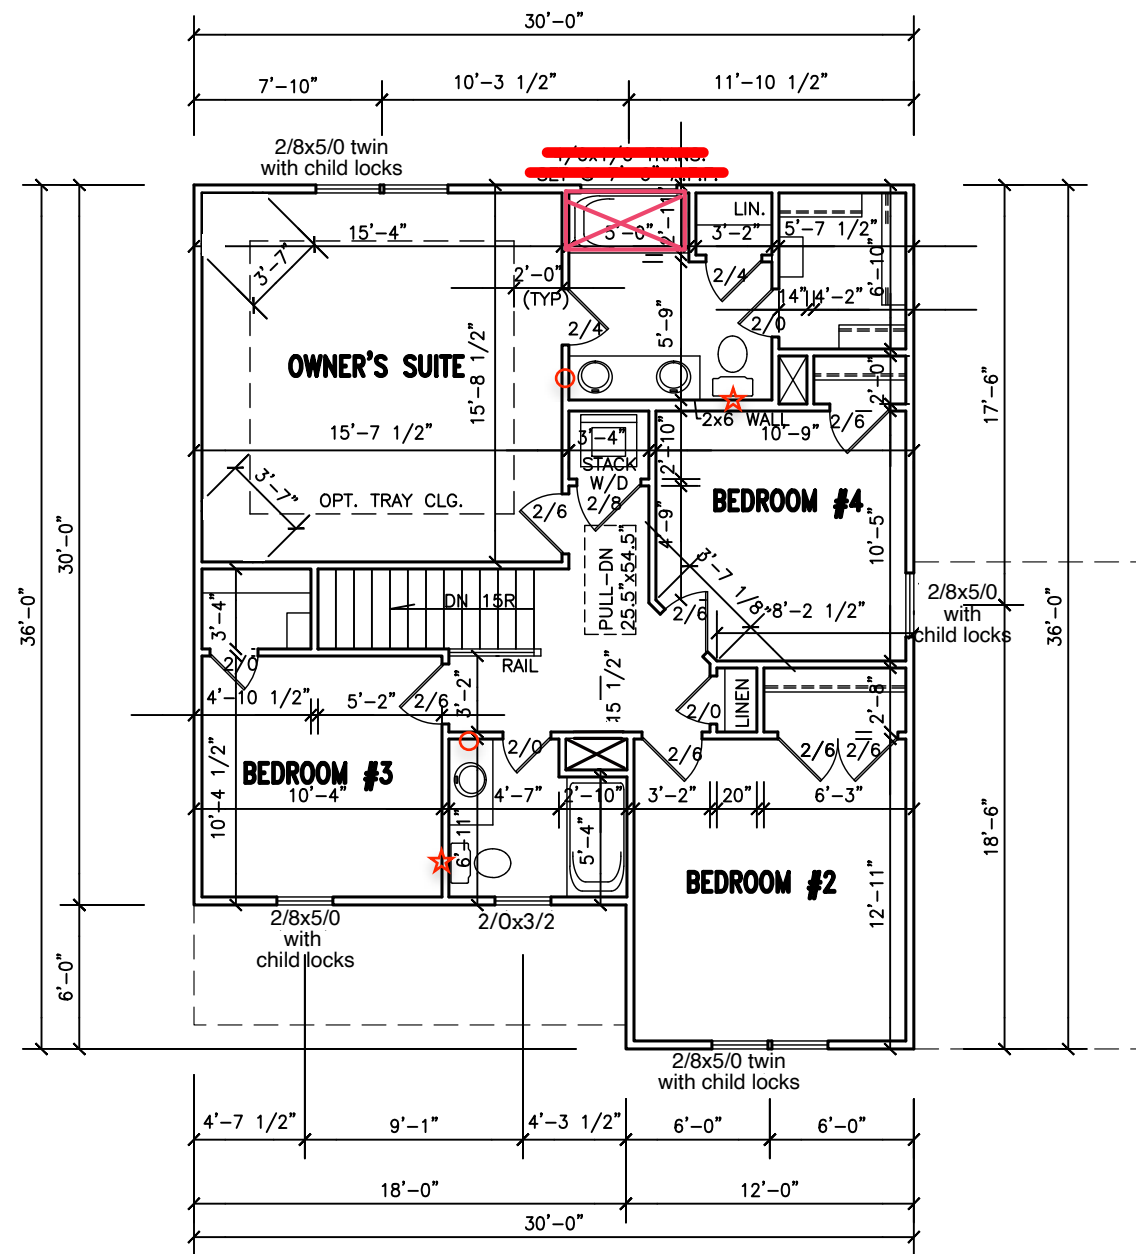 30'-0"
7'-10"
10'-3 1/2"
11'-10 1/2"
2/8x5/0 twin
with child locks
LIN.
15'-4"
5'-0"
3'-2"
5'-7 1/2"
3'-7"
2'-0"
(TYP)
2/4
14"
4'-2"
6'-10"
2/4
2/0
5'-9"
OWNER'S SUITE
15'-8 1/2"
2'-0"
17'-6"
2x6 WALL
15'-7 1/2"
3'-4"
2'-10"
10'-9"
2/6
STACK
W/D
3'-7"
OPT. TRAY CLG.
2/6
2/8
4'-9"
BEDROOM #4
10'-5"
30'-0"
36'-0"
PULL-DN
25.5"x54.5"
3'-7 1/8"
2/6
8'-2 1/2"
2/8x5/0
with
child locks
36'-0"
DN 15R
3'-4"
RAIL
2/0
4'-10 1/2"
5'-2"
2/6
3'-2"
15 1/2"
2/0
LINEN
2'-8"
2/0
2/6
2/6
2/6
BEDROOM #3
10'-4 1/2"
10'-4"
4'-7"
2'-10"
3'-2"
20"
6'-3"
6'-11"
5'-4"
18'-6"
BEDROOM #2
12'-11"
2/8x5/0
with
child locks
2/0x3/2
6'-0"
2/8x5/0 twin
with child locks
4'-7 1/2"
9'-1"
4'-3 1/2"
6'-0"
6'-0"
18'-0"
12'-0"
30'-0"